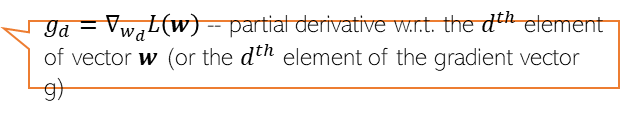 g_d = ∇_{w_d} L(w) -- partial derivative w.r.t. the d^{th} element
of vector w (or the d^{th} element of the gradient vector
g)